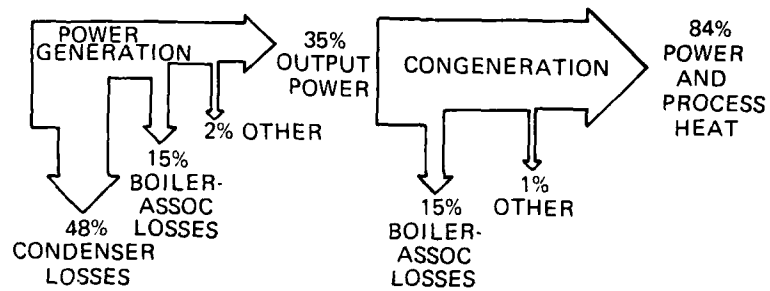 POWER
GENERATION
35%
OUTPUT
POWER
2% OTHER
15%
BOILER-
ASSOC
LOSSES
48%
CONDENSER
LOSSES
CONGENERATION
84%
POWER
AND
PROCESS
HEAT
1%
OTHER
15%
BOILER-
ASSOC
LOSSES